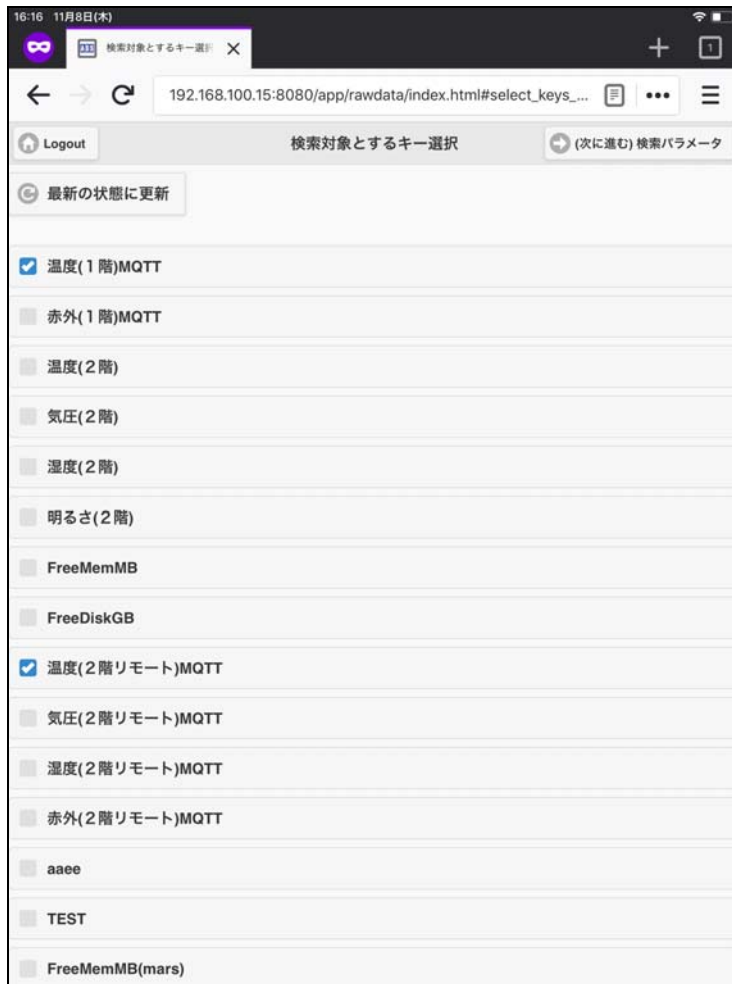 16:16 11月8日(木)
検索対象とするキー選択
1
192.168.100.15:8080/app/rawdata/index.html#select_keys_...
Logout
検索対象とするキー選択
(次に進む) 検索パラメータ
最新の状態に更新
温度(1階)MQTT
赤外(1階)MQTT
温度(2階)
気圧(2階)
湿度(2階)
明るさ(2階)
FreeMemMB
FreeDiskGB
温度(2階リモート)MQTT
気圧(2階リモート)MQTT
湿度(2階リモート)MQTT
赤外(2階リモート)MQTT
aaee
TEST
FreeMemMB(mars)